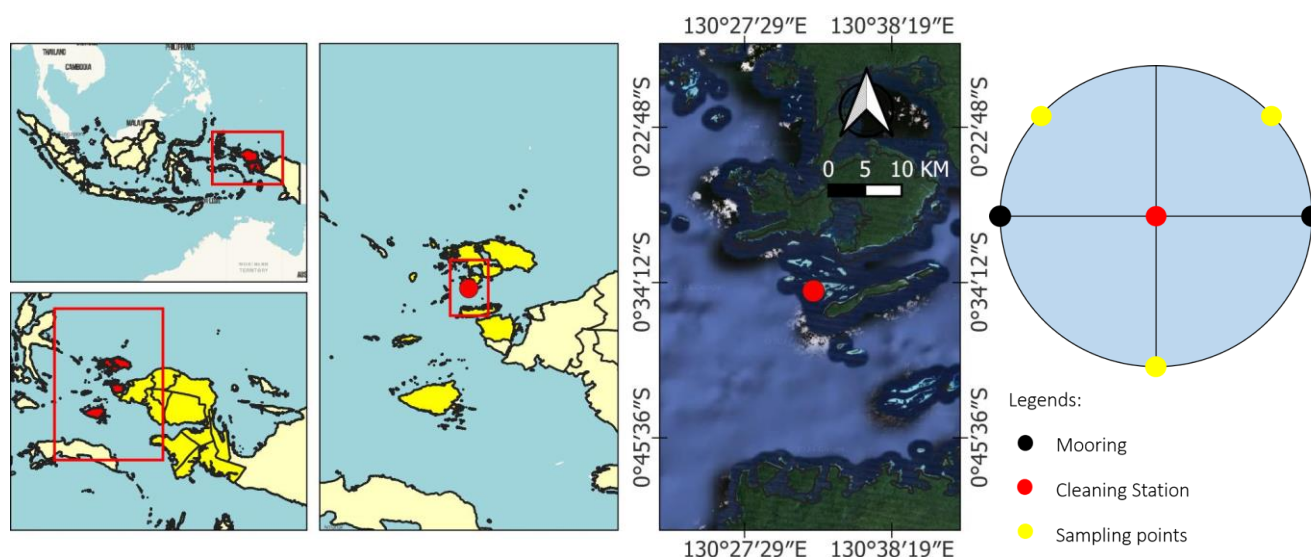 THAILAND
CAMBODIA
PHILIPPINES
130°27'29"E 130°38'19"E
0°22'48"S
0°34'12"S
0°45'36"S
0 5 10 KM
0°22'48"S
0°34'12"S
0°45'36"S
130°27'29"E 130°38'19"E
Legends:
Mooring
Cleaning Station
Sampling points